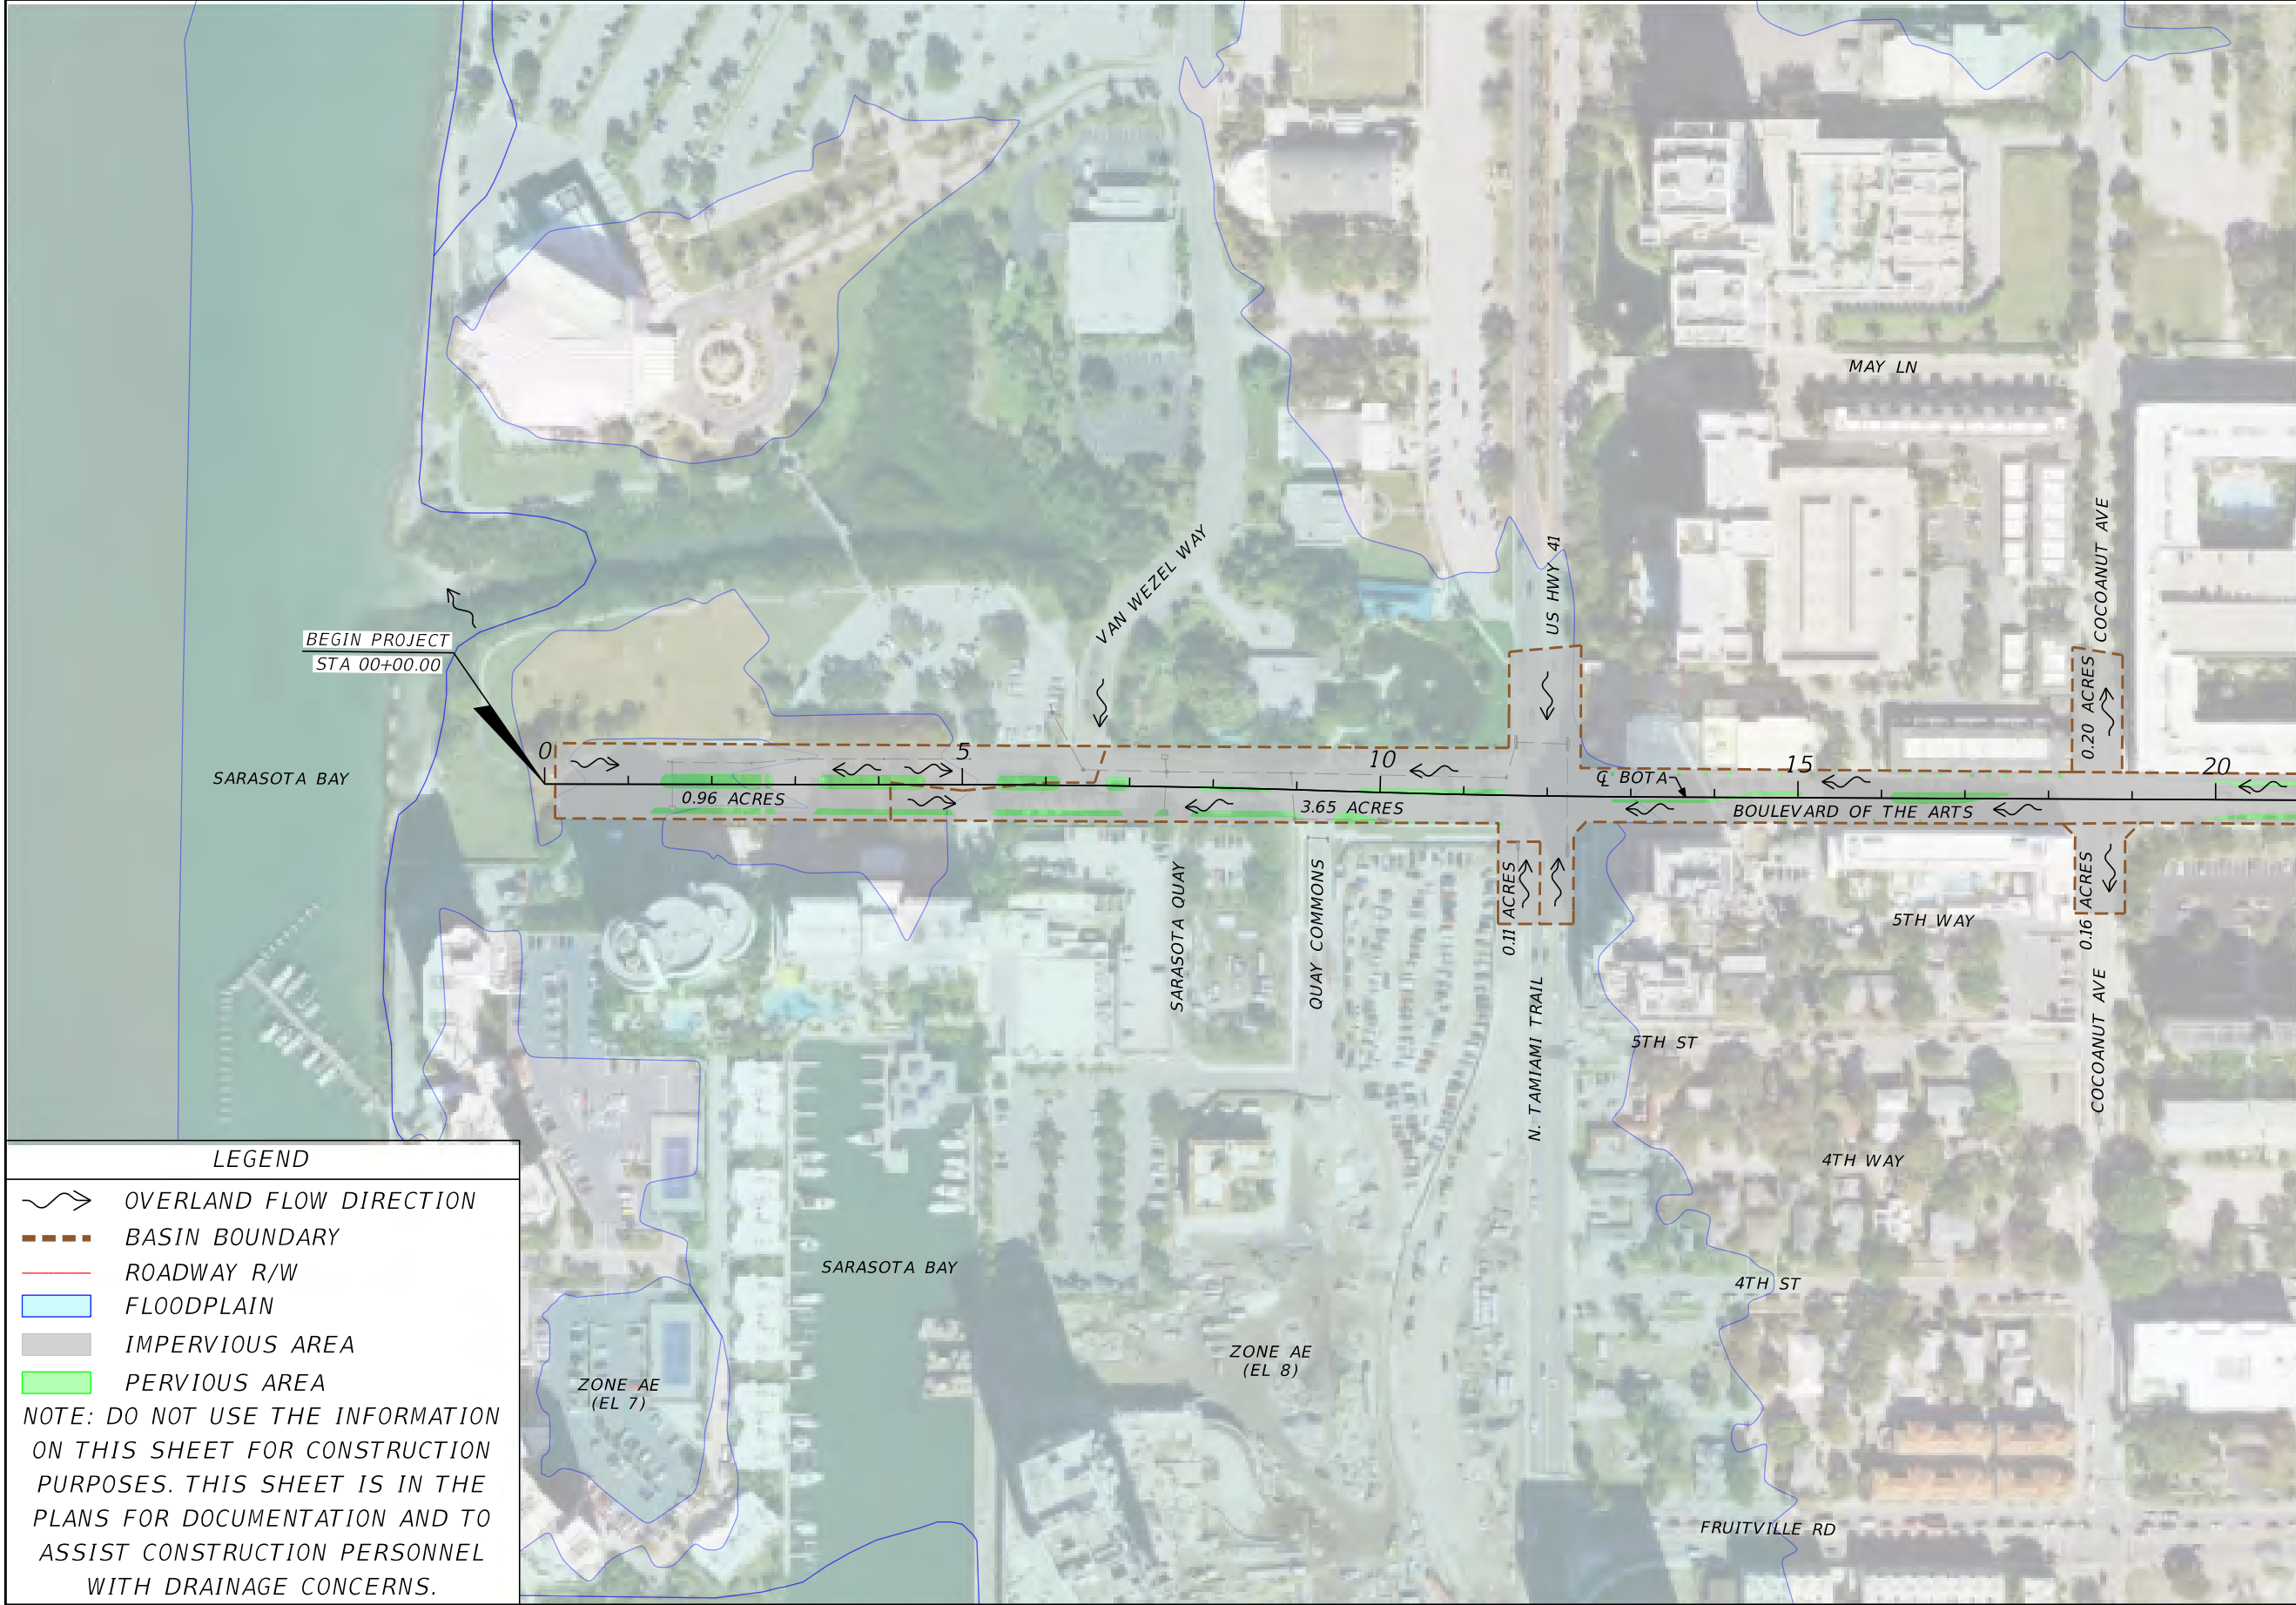 MAY LN
COCOANUT AVE
VAN WEZEL WAY
US HWY 41
BEGIN PROJECT
STA 00+00.00
0.20 ACRES
SARASOTA BAY
0
5
10
15
20
℄ BOTA
0.96 ACRES
3.65 ACRES
BOULEVARD OF THE ARTS
SARASOTA QUAY
QUAY COMMONS
0.11 ACRES
0.16 ACRES
5TH WAY
N. TAMIAMI TRAIL
5TH ST
COCOANUT AVE
4TH WAY
SARASOTA BAY
4TH ST
ZONE AE
(EL 8)
ZONE AE
(EL 7)
FRUITVILLE RD
LEGEND
OVERLAND FLOW DIRECTION
BASIN BOUNDARY
ROADWAY R/W
FLOODPLAIN
IMPERVIOUS AREA
PERVIOUS AREA
NOTE: DO NOT USE THE INFORMATION
ON THIS SHEET FOR CONSTRUCTION
PURPOSES. THIS SHEET IS IN THE
PLANS FOR DOCUMENTATION AND TO
ASSIST CONSTRUCTION PERSONNEL
WITH DRAINAGE CONCERNS.